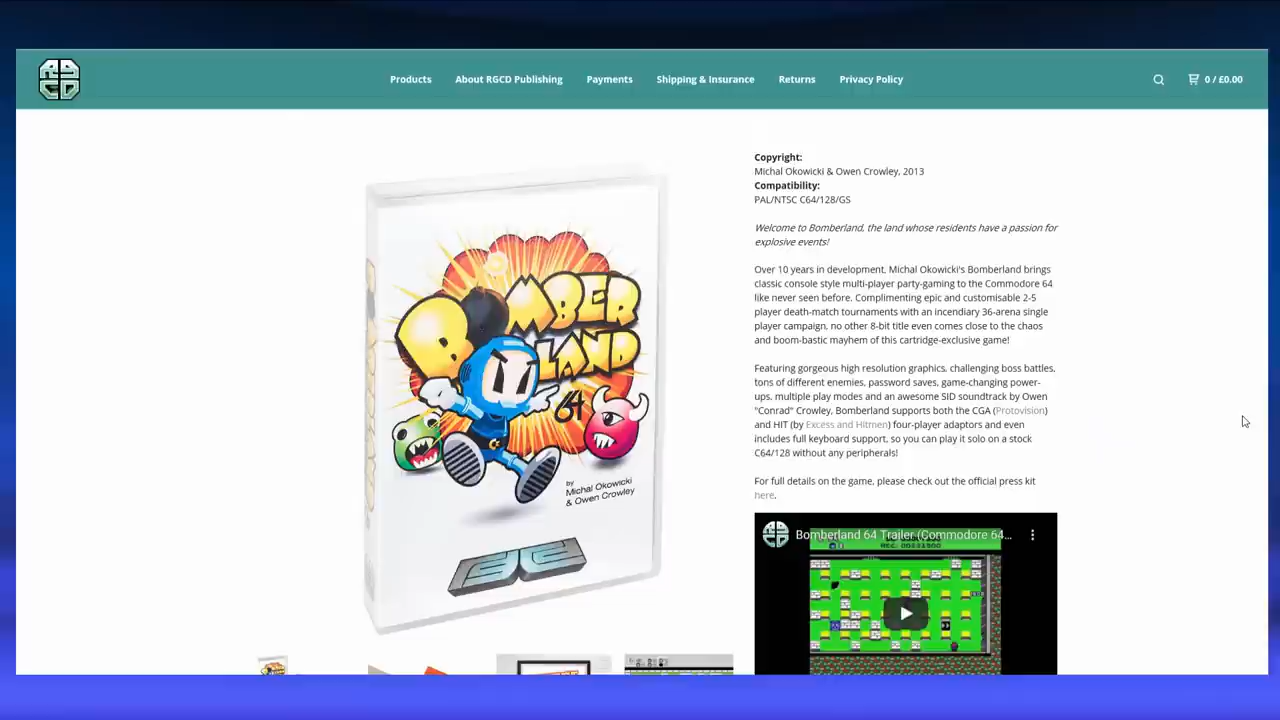 RGCD
Products
About RGCD Publishing
Payments
Shipping & Insurance
Returns
Privacy Policy
0 / £0.00
BOMBER
LAND
64
by
Michal Okowicki
& Owen Crowley
Copyright:
Michal Okowicki & Owen Crowley, 2013
Compatibility:
PAL/NTSC C64/128/GS
Welcome to Bomberland, the land whose residents have a passion for
explosive events!
Over 10 years in development, Michal Okowicki's Bomberland brings
classic console style multi-player party-gaming to the Commodore 64
like never seen before. Complimenting epic and customisable 2-5
player death-match tournaments with an incendiary 36-arena single
player campaign, no other 8-bit title even comes close to the chaos
and boom-bastic mayhem of this cartridge-exclusive game!
Featuring gorgeous high resolution graphics, challenging boss battles,
tons of different enemies, password saves, game-changing power-
ups, multiple play modes and an awesome SID soundtrack by Owen
"Conrad" Crowley, Bomberland supports both the CGA (Protovision)
and HIT (by Excess and Hitmen) four-player adaptors and even
includes full keyboard support, so you can play it solo on a stock
C64/128 without any peripherals!
For full details on the game, please check out the official press kit
here.
Bomberland 64 Trailer (Commodore 64...